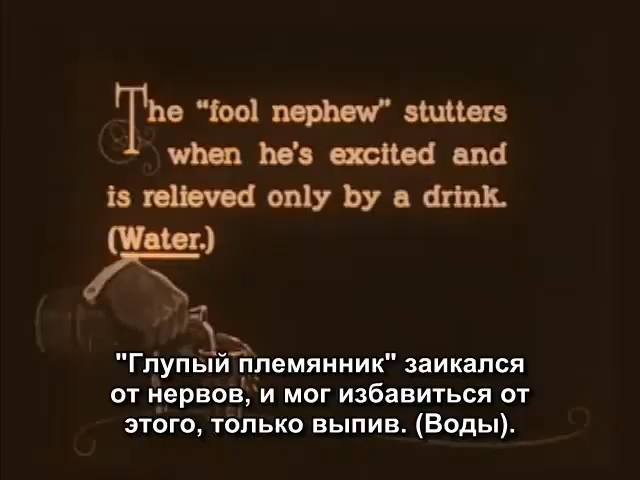 The “fool nephew” stutters
when he's excited and
is relieved only by a drink.
(Water.)
"Глупый племянник" заикался
от нервов, и мог избавиться от
этого, только выпив. (Воды).